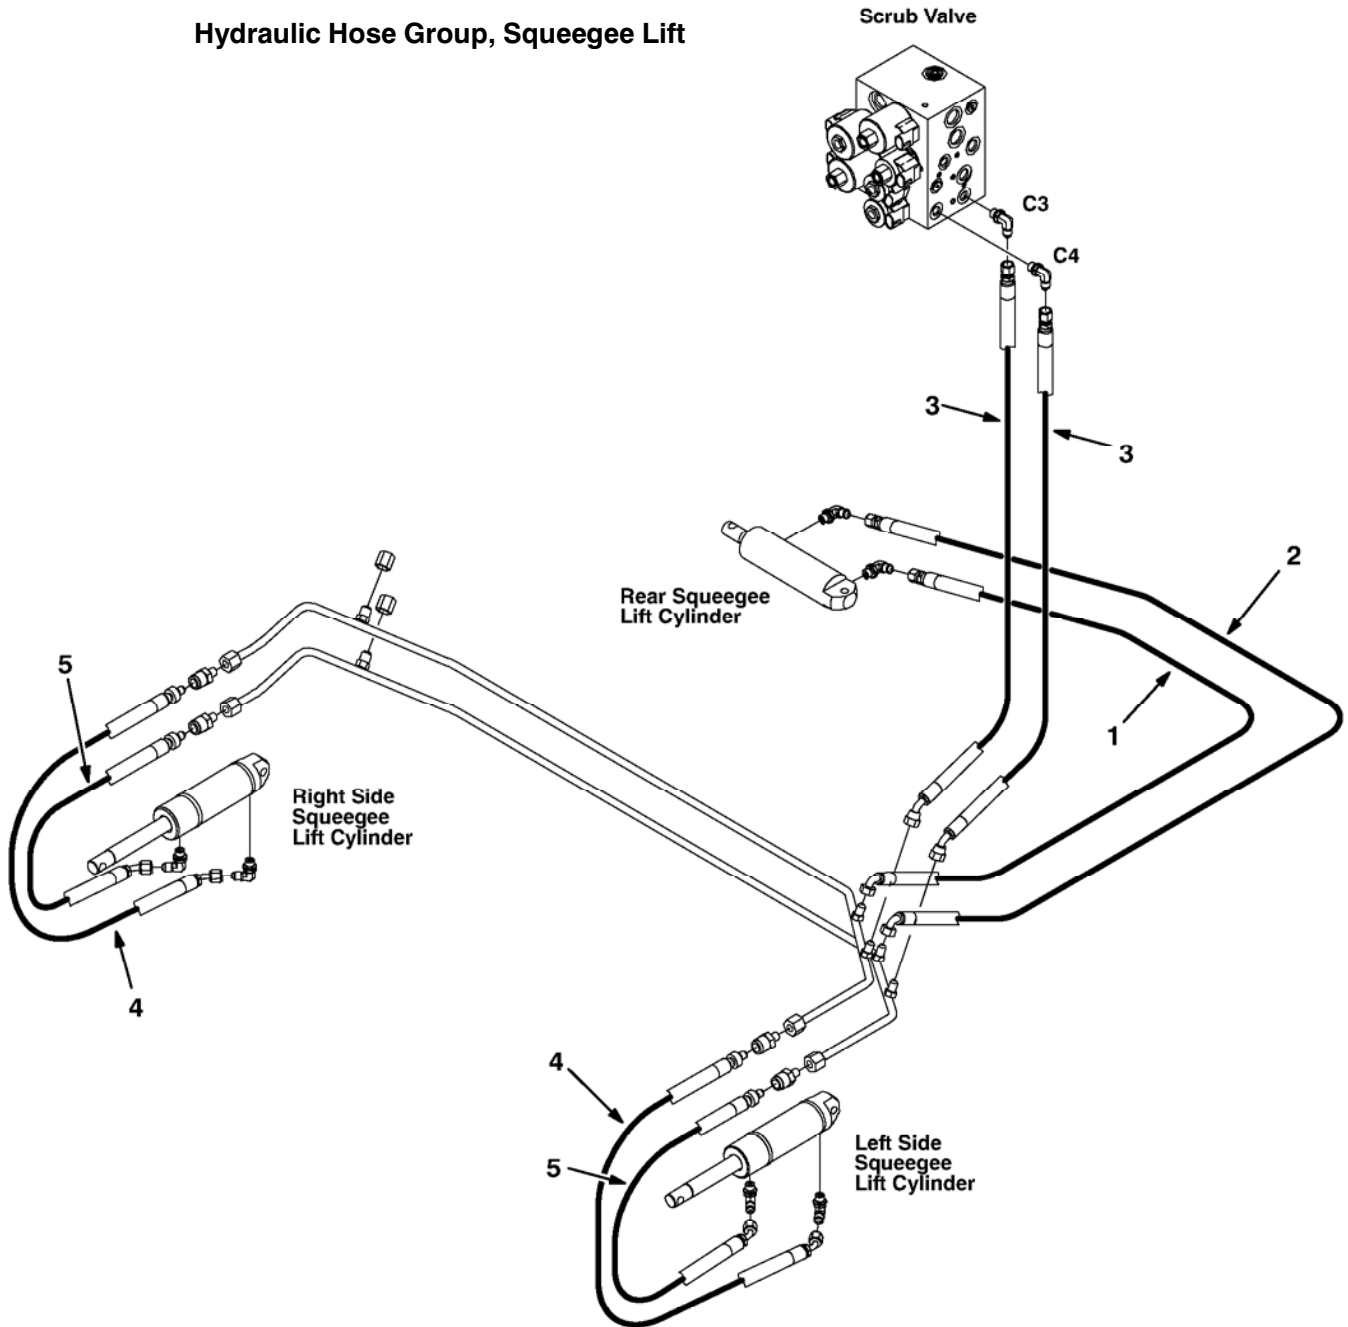 Hydraulic Hose Group, Squeegee Lift
Scrub Valve
C3
C4
3
3
2
Rear Squeegee
Lift Cylinder
5
1
Right Side
Squeegee
Lift Cylinder
4
4
Left Side
Squeegee
Lift Cylinder
5